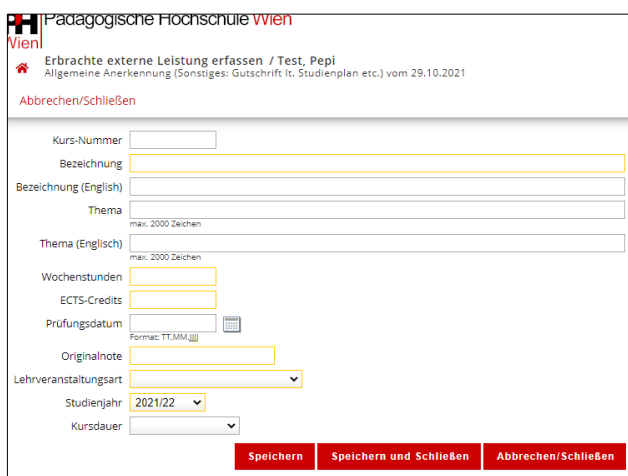 Pädagogische Hochschule Wien
PH
Wien
Erbrachte externe Leistung erfassen / Test, Pepi
Allgemeine Anerkennung (Sonstiges: Gutschrift lt. Studienplan etc.) vom 29.10.2021
Abbrechen/Schließen
Kurs-Nummer
Bezeichnung
Bezeichnung (English)
Thema
max. 2000 Zeichen
Thema (Englisch)
max. 2000 Zeichen
Wochenstunden
ECTS-Credits
Prüfungsdatum
Format: TT.MM.JJJJ
Originalnote
Lehrveranstaltungsart
Studienjahr 2021/22
Kursdauer
Speichern Speichern und Schließen Abbrechen/Schließen